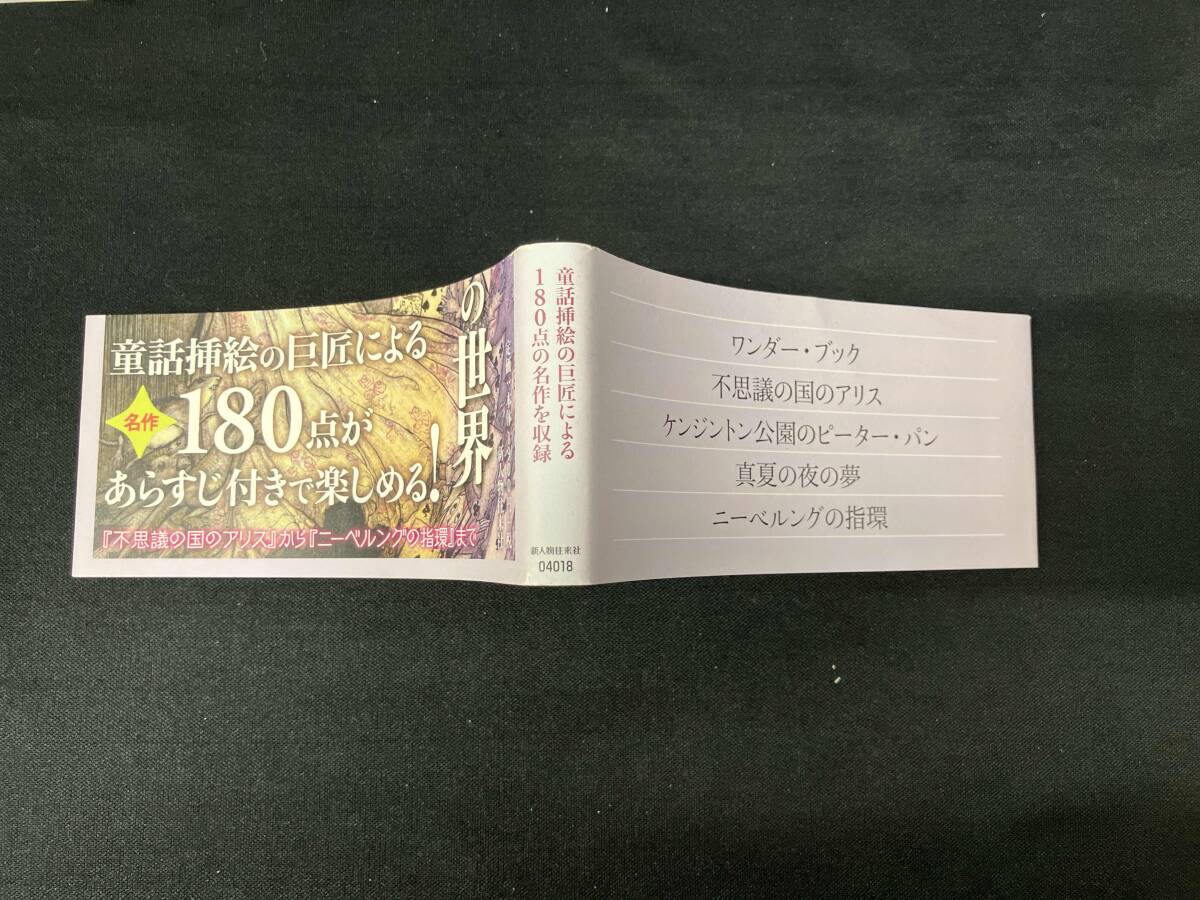 の世界
童話挿絵の巨匠による
名作
180点が
あらすじ付きで楽しめる!
『不思議の国のアリス』から『ニーベルングの指環』まで
童話挿絵の巨匠による
180点の名作を収録
新人物往来社
04018
ワンダー・ブック
不思議の国のアリス
ケンジントン公園のピーター・パン
真夏の夜の夢
ニーベルングの指環